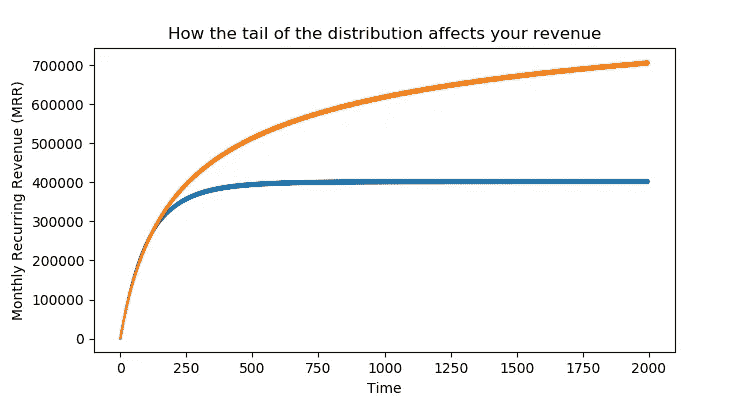 How the tail of the distribution affects your revenue
700000
600000
500000
400000
300000
200000
100000
0
Monthly Recurring Revenue (MRR)
0 250 500 750 1000 1250 1500 1750 2000
Time